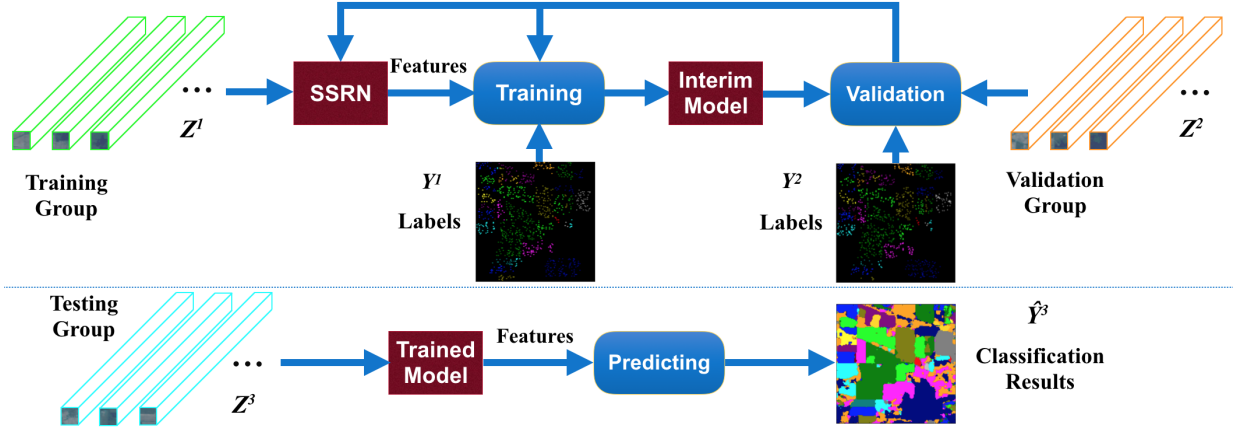 Features
SSRN
Training
Interim
Model
Validation
...
Z¹
...
Z²
Training
Group
Y¹
Labels
Y²
Labels
Validation
Group
Testing
Group
...
Z³
Trained
Model
Features
Predicting
Ŷ³
Classification
Results